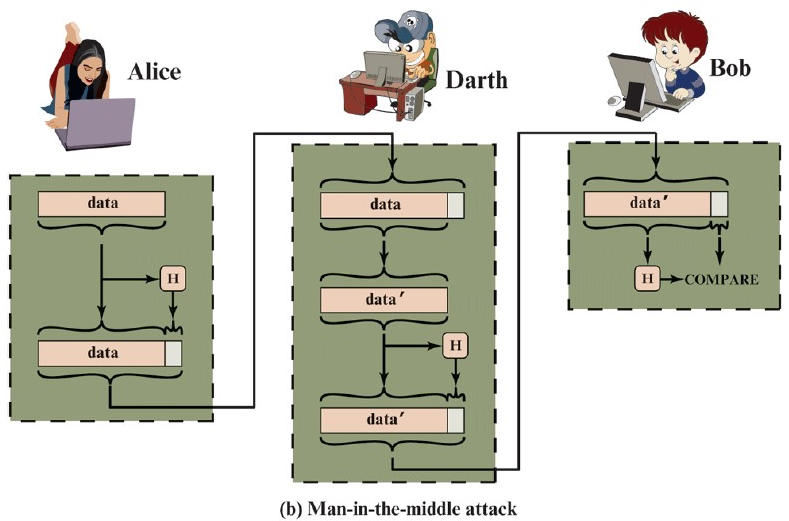 Alice
Darth
Bob
data
H
data
data
data′
H
data′
data′
H
COMPARE
(b) Man-in-the-middle attack